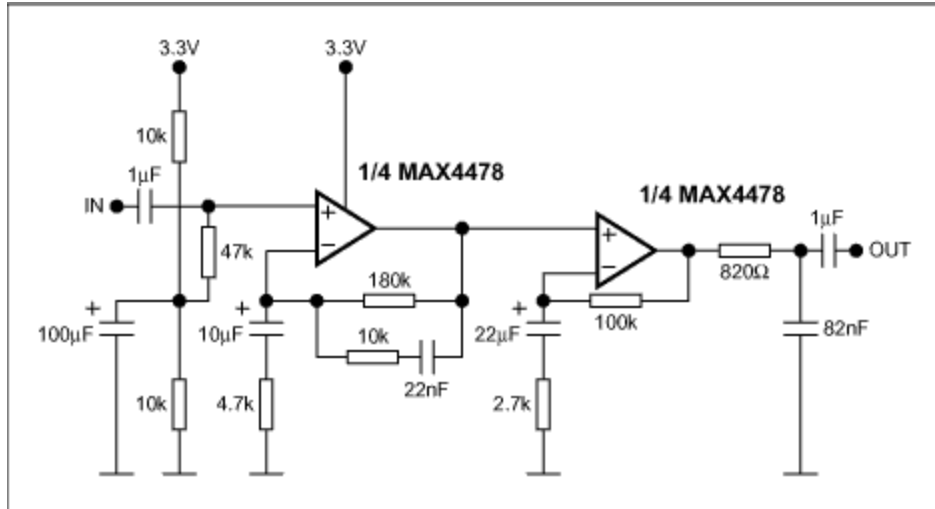 3.3V
3.3V
10k
1/4 MAX4478
1µF
1/4 MAX4478
IN
+
+
1µF
–
47k
–
OUT
820Ω
180k
+
+
+
100µF
10µF
22µF
100k
82nF
10k
22nF
10k
4.7k
2.7k